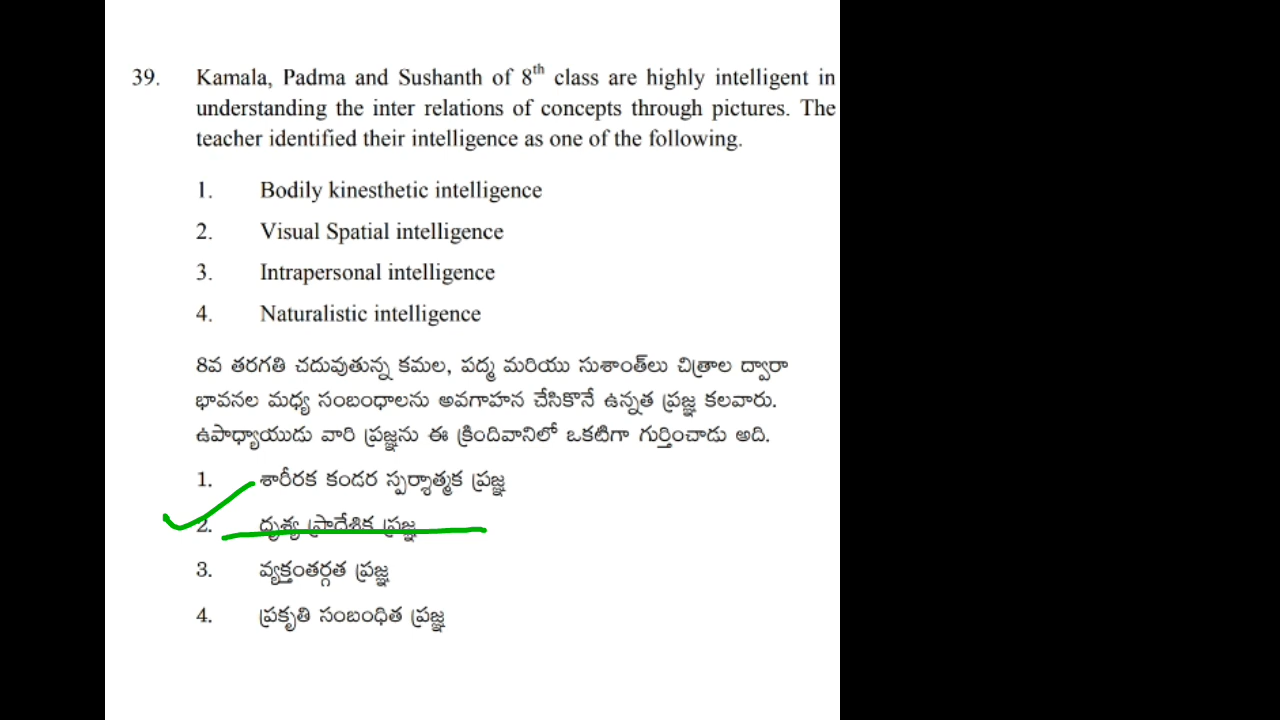 39. Kamala, Padma and Sushanth of 8th class are highly intelligent in
understanding the inter relations of concepts through pictures. The
teacher identified their intelligence as one of the following.
1. Bodily kinesthetic intelligence
2. Visual Spatial intelligence
3. Intrapersonal intelligence
4. Naturalistic intelligence
8వ తరగతి చదువుతున్న కమల, పద్మ మరియు సుశాంత్‌లు చిత్రాల ద్వారా
భావనల మధ్య సంబంధాలను అవగాహన చేసికొనే ఉన్నత ప్రజ్ఞ కలవారు.
ఉపాధ్యాయుడు వారి ప్రజ్ఞను ఈ క్రిందివానిలో ఒకటిగా గుర్తించాడు అది.
1. శారీరక కండర స్పర్శాత్మక ప్రజ్ఞ
2. దృశ్య ప్రాదేశిక ప్రజ్ఞ
3. వ్యక్తంతర్గత ప్రజ్ఞ
4. ప్రకృతి సంబంధిత ప్రజ్ఞ